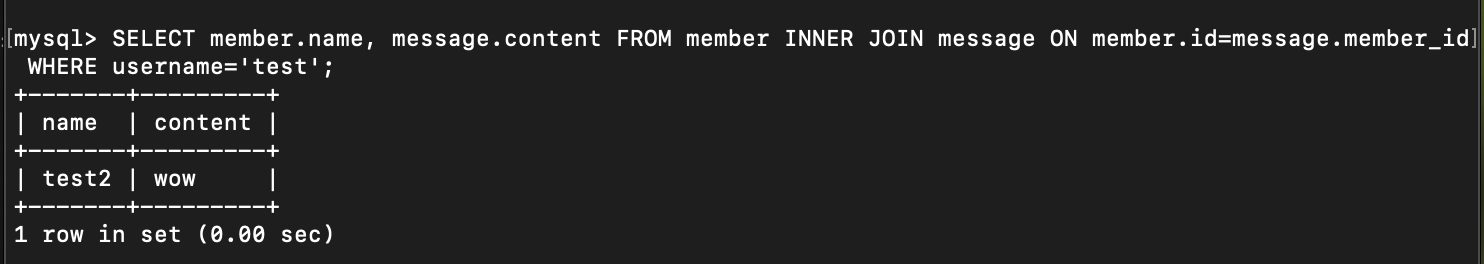 [mysql> SELECT member.name, message.content FROM member INNER JOIN message ON member.id=message.member_id]
 WHERE username='test';
+-------+---------+
| name  | content |
+-------+---------+
| test2 | wow     |
+-------+---------+
1 row in set (0.00 sec)